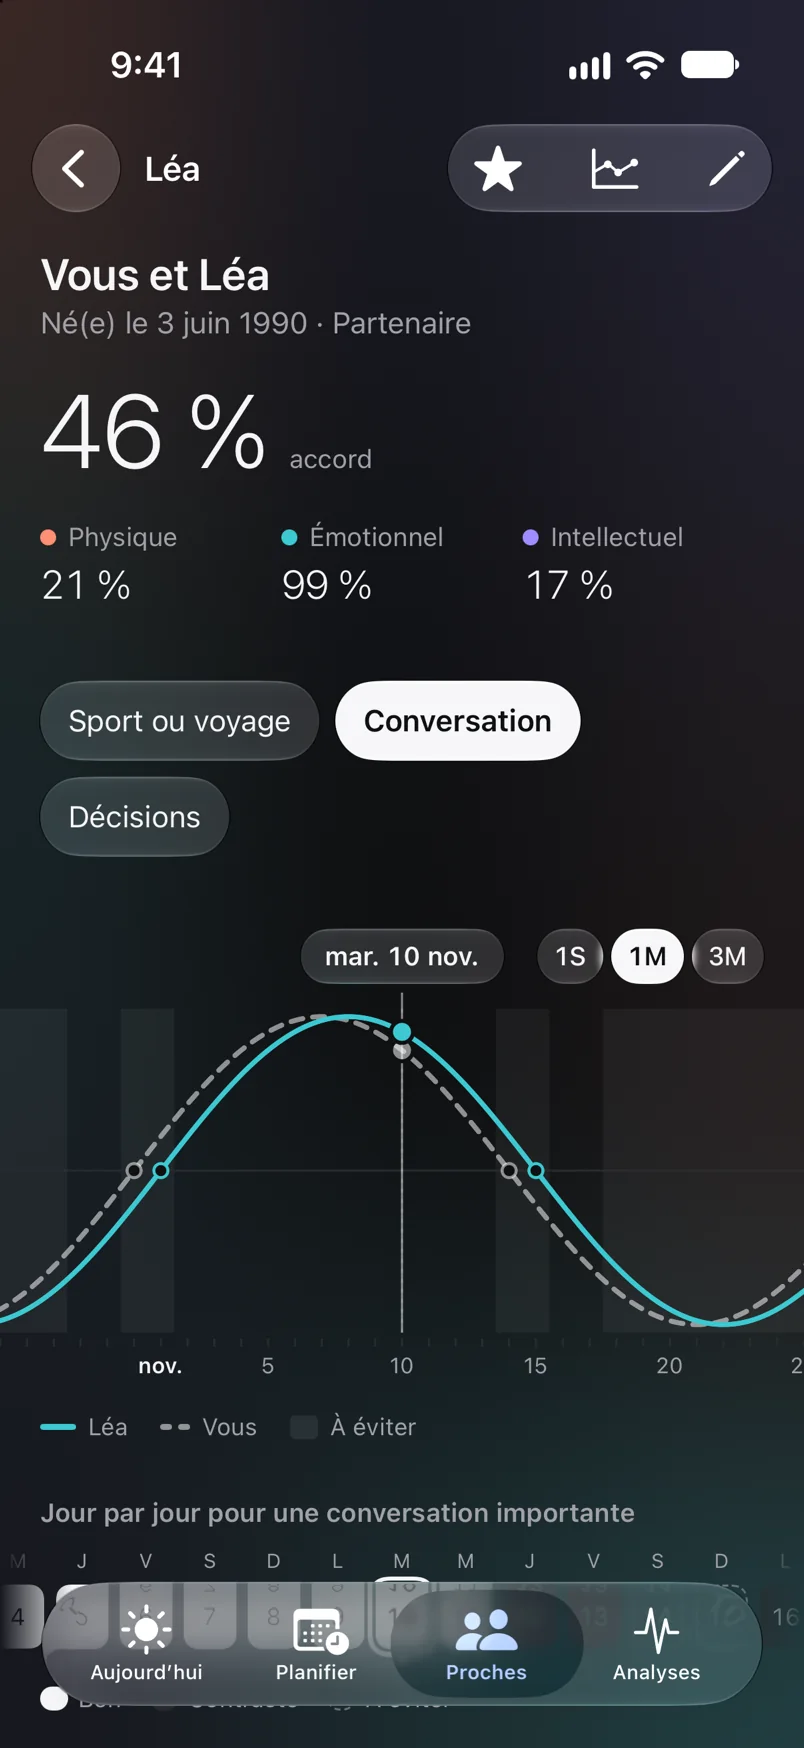 9:41
Léa
Vous et Léa
Né(e) le 3 juin 1990 · Partenaire
46 % accord
Physique Émotionnel Intellectuel
21 % 99 % 17 %
Sport ou voyage Conversation
Décisions
mar. 10 nov. 1S 1M 3M
nov. 5 10 15 20
Léa Vous À éviter
Jour par jour pour une conversation importante
M J V S D L M M J V S D L
4 5 7 8 13 16
Aujourd'hui Planifier Proches Analyses